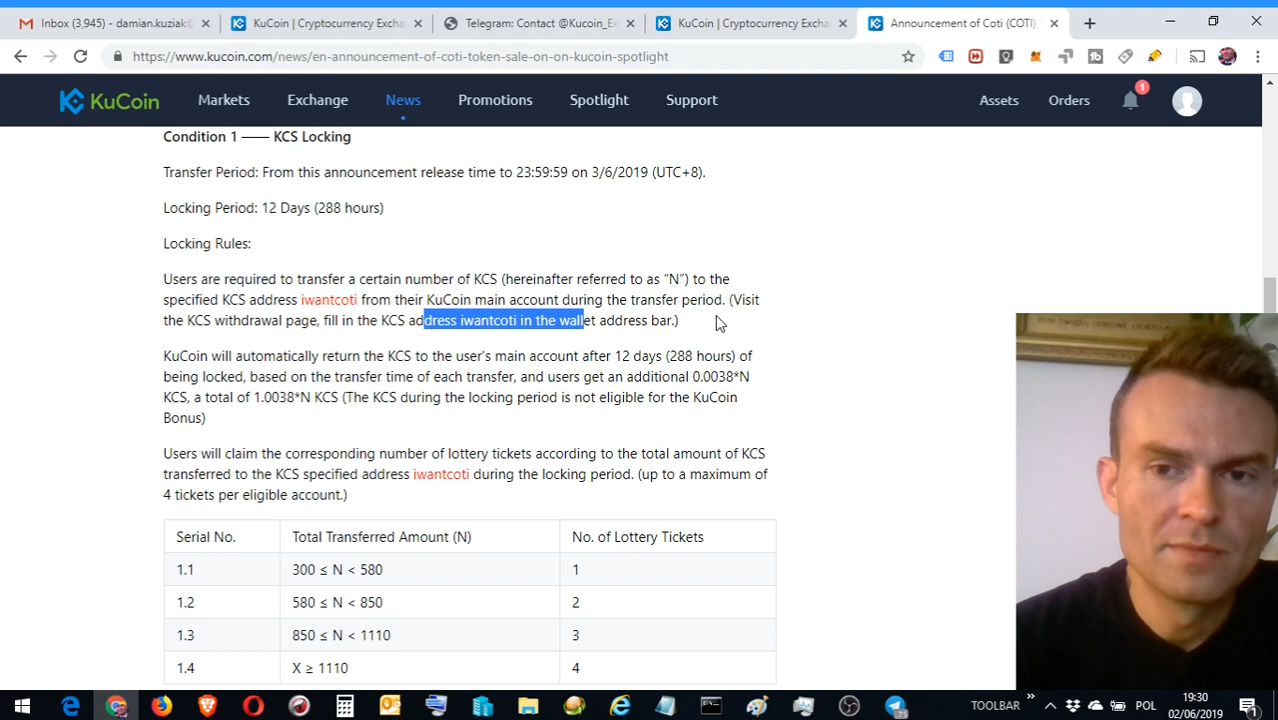 Inbox (3,945) - damian.kuziak@
KuCoin | Cryptocurrency Excha
Telegram: Contact @Kucoin_E
KuCoin | Cryptocurrency Excha
Announcement of Coti (COTI)
https://www.kucoin.com/news/en-announcement-of-coti-token-sale-on-on-kucoin-spotlight
KuCoin
Markets
Exchange
News
Promotions
Spotlight
Support
Assets
Orders
1
Condition 1 —— KCS Locking
Transfer Period: From this announcement release time to 23:59:59 on 3/6/2019 (UTC+8).
Locking Period: 12 Days (288 hours)
Locking Rules:
Users are required to transfer a certain number of KCS (hereinafter referred to as “N”) to the
specified KCS address iwantcoti from their KuCoin main account during the transfer period. (Visit
the KCS withdrawal page, fill in the KCS address iwantcoti in the wallet address bar.)
KuCoin will automatically return the KCS to the user's main account after 12 days (288 hours) of
being locked, based on the transfer time of each transfer, and users get an additional 0.0038*N
KCS, a total of 1.0038*N KCS (The KCS during the locking period is not eligible for the KuCoin
Bonus)
Users will claim the corresponding number of lottery tickets according to the total amount of KCS
transferred to the KCS specified address iwantcoti during the locking period. (up to a maximum of
4 tickets per eligible account.)
Serial No. Total Transferred Amount (N) No. of Lottery Tickets
1.1 300 ≤ N < 580 1
1.2 580 ≤ N < 850 2
1.3 850 ≤ N < 1110 3
1.4 X ≥ 1110 4
TOOLBAR
POL
19:30
02/06/2019
1